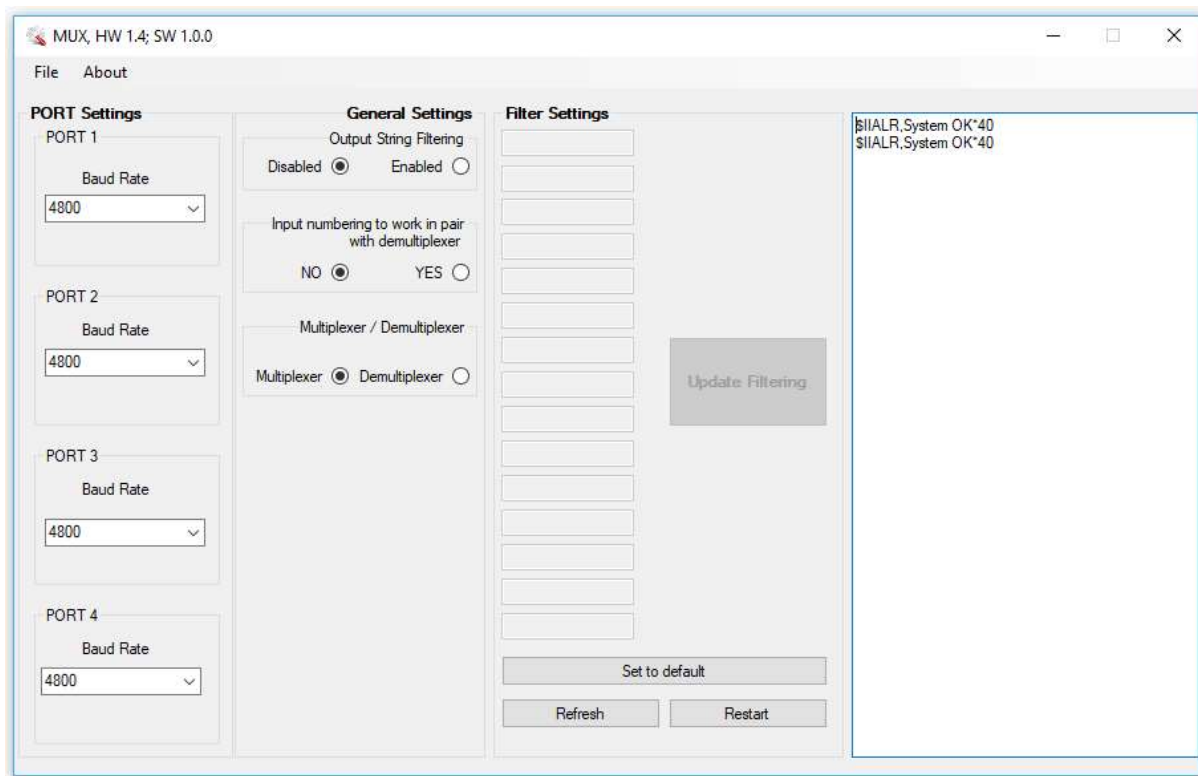 MUX, HW 1.4; SW 1.0.0
File About
PORT Settings
PORT 1
Baud Rate
4800
PORT 2
Baud Rate
4800
PORT 3
Baud Rate
4800
PORT 4
Baud Rate
4800
General Settings
Output String Filtering
Disabled Enabled
Input numbering to work in pair
with demultiplexer
NO YES
Multiplexer / Demultiplexer
Multiplexer Demultiplexer
Filter Settings
Update Filtering
Set to default
Refresh Restart
$IIALR,System OK*40
$IIALR,System OK*40